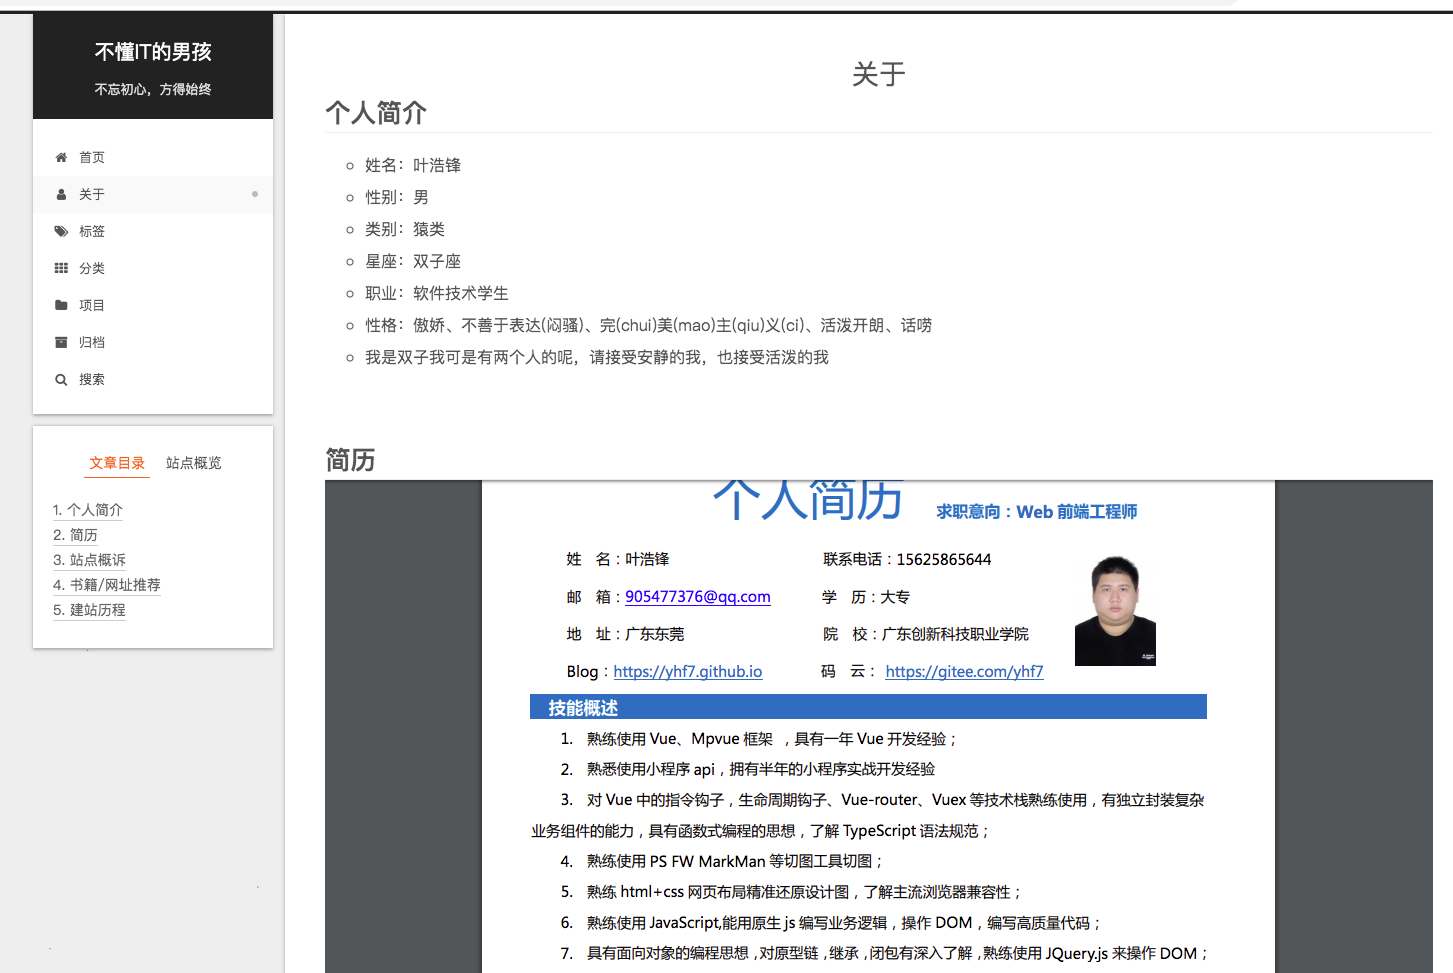 不懂IT的男孩
不忘初心，方得始终
首页
关于
标签
分类
项目
归档
搜索
文章目录 站点概览
1. 个人简介
2. 简历
3. 站点概诉
4. 书籍/网址推荐
5. 建站历程
关于
个人简介
姓名：叶浩锋
性别：男
类别：猿类
星座：双子座
职业：软件技术学生
性格：傲娇、不善于表达(闷骚)、完(chui)美(mao)主(qiu)义(ci)、活泼开朗、话唠
我是双子我可是有两个人的呢，请接受安静的我，也接受活泼的我
简历
个人简历 求职意向：Web 前端工程师
姓 名：叶浩锋 联系电话：15625865644
邮 箱：905477376@qq.com 学 历：大专
地 址：广东东莞 院 校：广东创新科技职业学院
Blog：https://yhf7.github.io 码 云： https://gitee.com/yhf7
技能概述
1. 熟练使用 Vue、Mpvue 框架 ，具有一年 Vue 开发经验；
2. 熟悉使用小程序 api，拥有半年的小程序实战开发经验
3. 对 Vue 中的指令钩子，生命周期钩子、Vue-router、Vuex 等技术栈熟练使用，有独立封装复杂
业务组件的能力，具有函数式编程的思想，了解 TypeScript 语法规范；
4. 熟练使用 PS FW MarkMan 等切图工具切图；
5. 熟练 html+css 网页布局精准还原设计图，了解主流浏览器兼容性；
6. 熟练使用 JavaScript,能用原生 js 编写业务逻辑，操作 DOM，编写高质量代码；
7. 具有面向对象的编程思想，对原型链，继承，闭包有深入了解，熟练使用 JQuery.js 来操作 DOM；